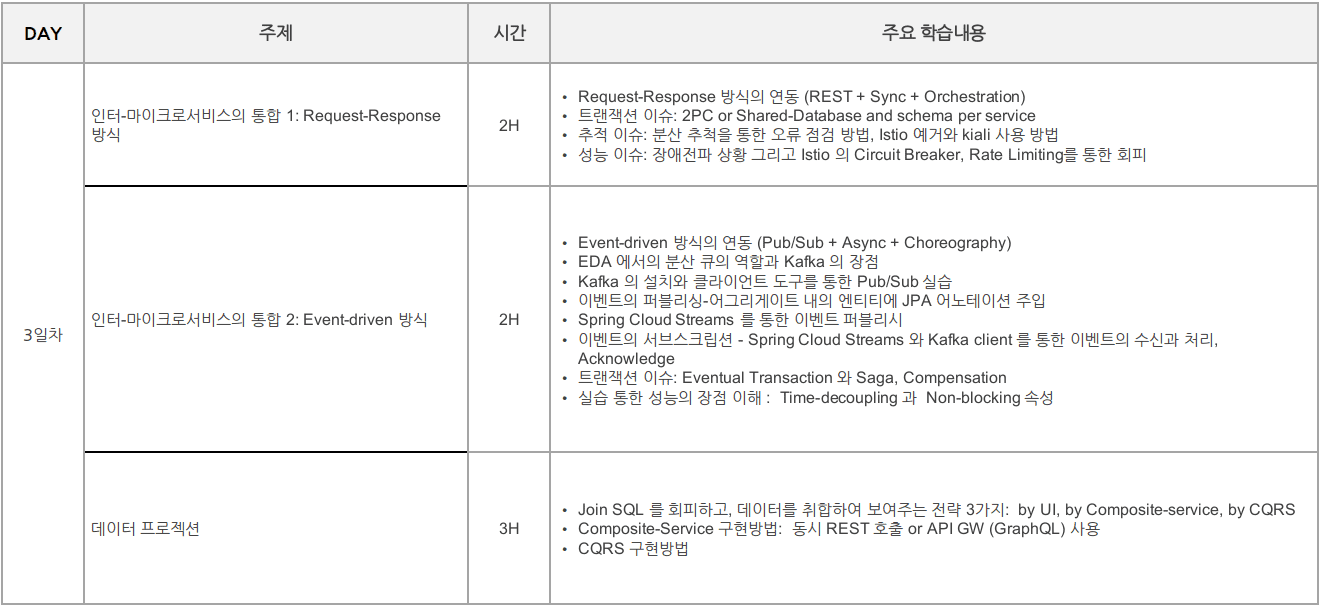 DAY
주제
시간
주요 학습내용
3일차
인터-마이크로서비스의 통합 1: Request-Response
방식
2H
• Request-Response 방식의 연동 (REST + Sync + Orchestration)
• 트랜잭션 이슈: 2PC or Shared-Database and schema per service
• 추적 이슈: 분산 추척을 통한 오류 점검 방법, Istio 예거와 kiali 사용 방법
• 성능 이슈: 장애전파 상황 그리고 Istio 의 Circuit Breaker, Rate Limiting를 통한 회피
인터-마이크로서비스의 통합 2: Event-driven 방식
2H
• Event-driven 방식의 연동 (Pub/Sub + Async + Choreography)
• EDA 에서의 분산 큐의 역할과 Kafka 의 장점
• Kafka 의 설치와 클라이언트 도구를 통한 Pub/Sub 실습
• 이벤트의 퍼블리싱-어그리게이트 내의 엔티티에 JPA 어노테이션 주입
• Spring Cloud Streams 를 통한 이벤트 퍼블리시
• 이벤트의 서브스크립션 - Spring Cloud Streams 와 Kafka client 를 통한 이벤트의 수신과 처리,
Acknowledge
• 트랜잭션 이슈: Eventual Transaction 와 Saga, Compensation
• 실습 통한 성능의 장점 이해 : Time-decoupling 과 Non-blocking 속성
데이터 프로젝션
3H
• Join SQL 를 회피하고, 데이터를 취합하여 보여주는 전략 3가지: by UI, by Composite-service, by CQRS
• Composite-Service 구현방법: 동시 REST 호출 or API GW (GraphQL) 사용
• CQRS 구현방법